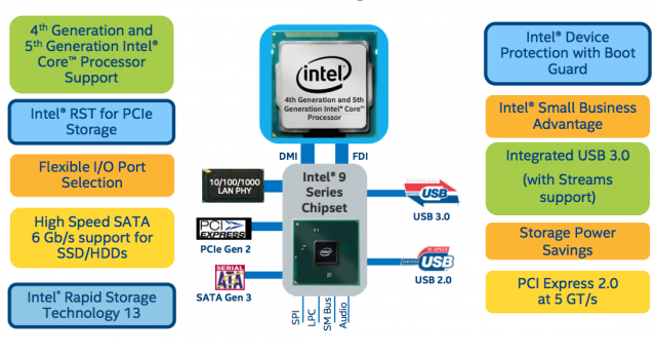 4th Generation and
5th Generation Intel®
Core™ Processor
Support
Intel® RST for PCIe
Storage
Flexible I/O Port
Selection
High Speed SATA
6 Gb/s support for
SSD/HDDs
Intel® Rapid Storage
Technology 13
intel
4th Generation and 5th
Generation Intel® Core™
Processor
DMI
FDI
Intel® 9
Series
Chipset
intel
10/100/1000
LAN PHY
PCI
EXPRESS
PCIe Gen 2
SERIAL
ATA
SATA Gen 3
USB
USB 3.0
HI-SPEED
CERTIFIED
USB
USB 2.0
SPI
LPC
SM Bus
Audio
Intel® Device
Protection with Boot
Guard
Intel® Small Business
Advantage
Integrated USB 3.0
(with Streams
support)
Storage Power
Savings
PCI Express 2.0
at 5 GT/s